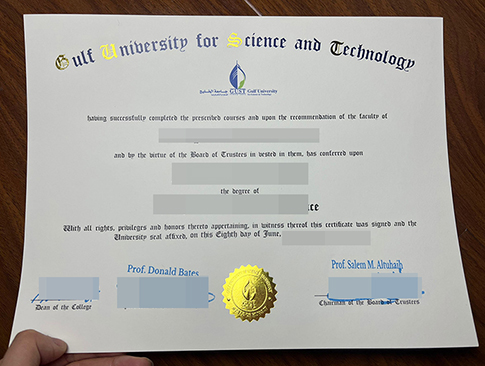 Gulf University for Science and Technology
GUST Gulf University
having successfully completed the prescribed courses and upon the recommendation of the faculty of
and by the virtue of the Board of Trustees in vested in them, has conferred upon
the degree of
ce
With all rights, privileges and honors thereto appertaining, in witness therrof this certificate was signed and the
University seal affixed, on this Eighth day of June,
Prof. Donald Bates
Prof. Salem M. Altuhaih
Dean of the College
Chairman of the Board of Trustees